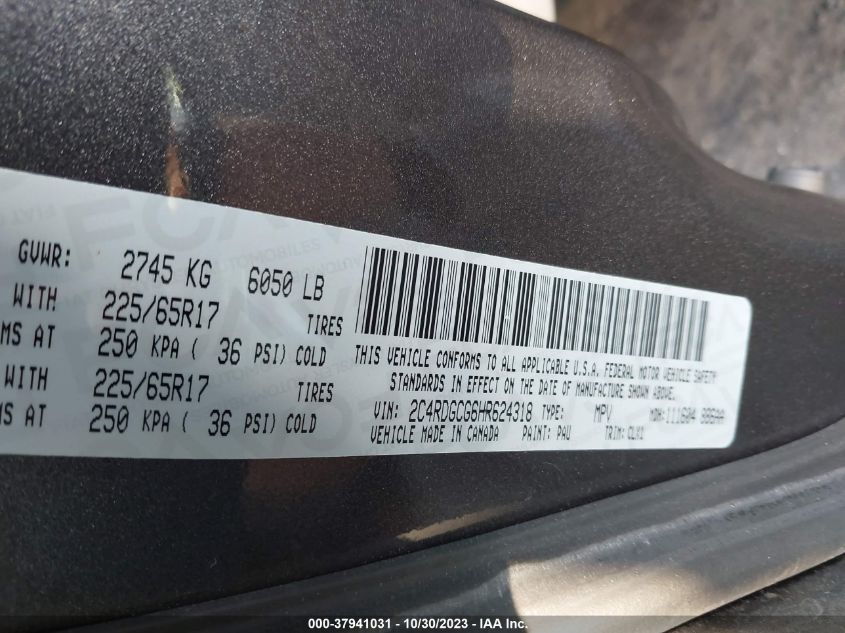 GVWR: 2745 KG 6050 LB
WITH 225/65R17 TIRES
MS AT 250 KPA ( 36 PSI) COLD
WITH 225/65R17 TIRES
MS AT 250 KPA ( 36 PSI) COLD
THIS VEHICLE CONFORMS TO ALL APPLICABLE U.S.A. FEDERAL MOTOR VEHICLE SAFETY
STANDARDS IN EFFECT ON THE DATE OF MANUFACTURE SHOWN ABOVE.
VIN: 2C4RDGCG6HR624318 TYPE: MPV
VEHICLE MADE IN CANADA PAINT: PAU TRIM:
000-37941031 - 10/30/2023 - IAA Inc.